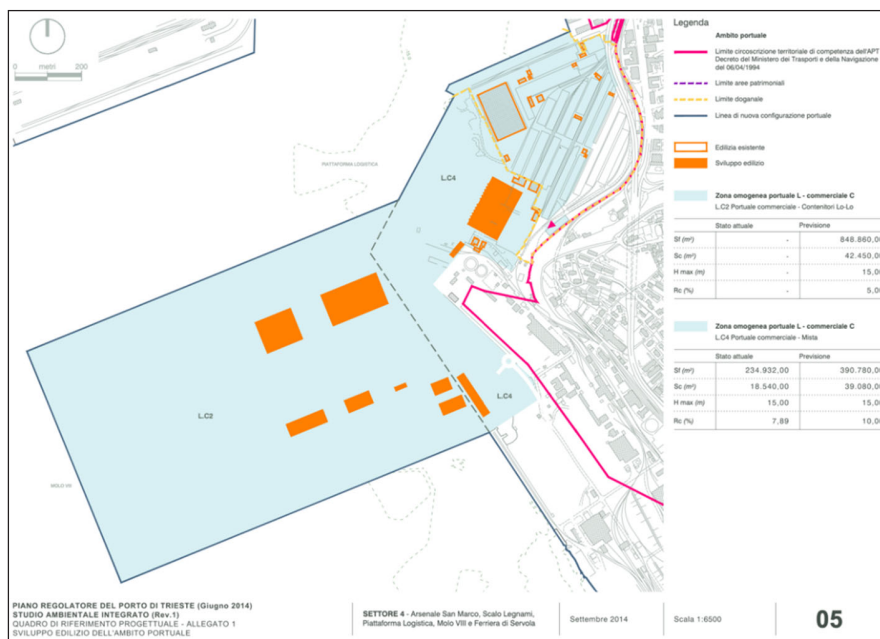 0 metri 200
PIATTAFORMA LOGISTICA
L.C4
L.C2
L.C4
MOLO VIII
Legenda
Ambito portuale
Limite circoscrizione territoriale di competenza dell'APT
Decreto del Ministero dei Trasporti e della Navigazione
del 06/04/1994
Limite aree patrimoniali
Limite doganale
Linea di nuova configurazione portuale
Edilizia esistente
Sviluppo edilizio
Zona omogenea portuale L - commerciale C
L.C2 Portuale commerciale - Contenitori Lo-Lo
Stato attuale Previsione
Sf (m²) - 848.860,00
Sc (m²) - 42.450,00
H max (m) - 15,00
Rc (%) - 5,00
Zona omogenea portuale L - commerciale C
L.C4 Portuale commerciale - Mista
Stato attuale Previsione
Sf (m²) 234.932,00 390.780,00
Sc (m²) 18.540,00 39.080,00
H max (m) 15,00 15,00
Rc (%) 7,89 10,00
PIANO REGOLATORE DEL PORTO DI TRIESTE (Giugno 2014)
STUDIO AMBIENTALE INTEGRATO (Rev.1)
QUADRO DI RIFERIMENTO PROGETTUALE - ALLEGATO 1
SVILUPPO EDILIZIO DELL'AMBITO PORTUALE
SETTORE 4 - Arsenale San Marco, Scalo Legnami,
Piattaforma Logistica, Molo VIII e Ferriera di Servola
Settembre 2014
Scala 1:6500
05